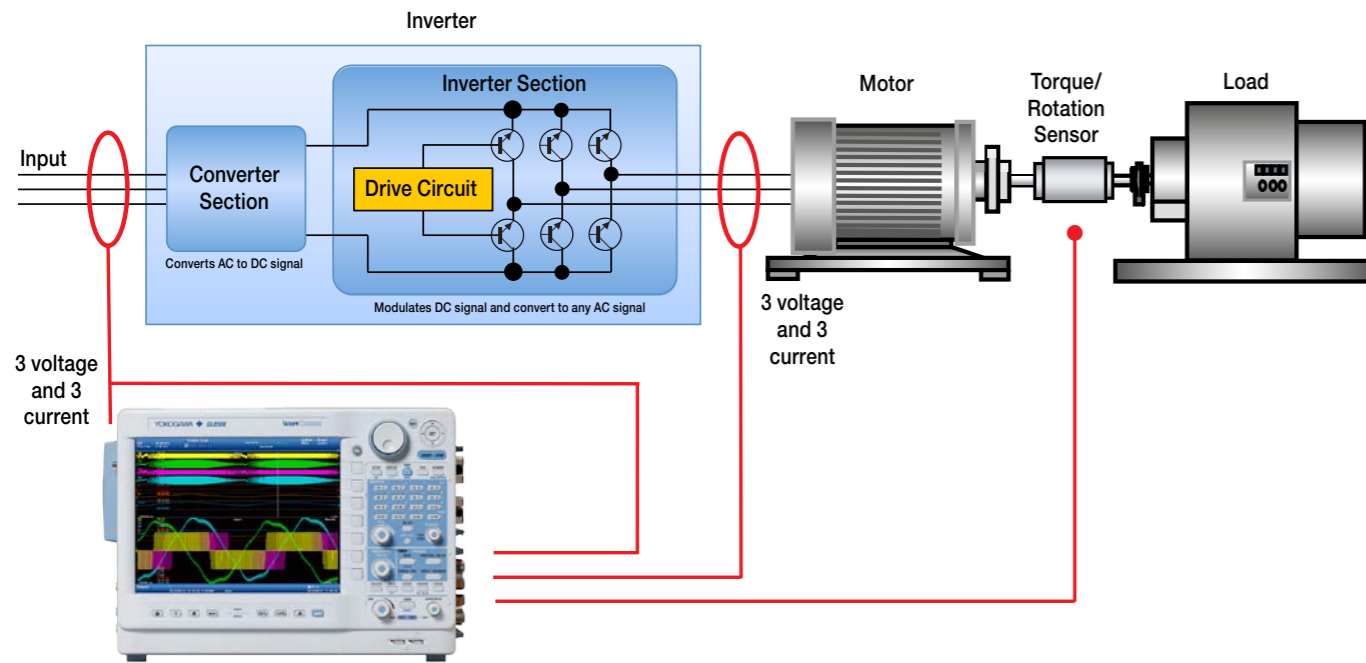 Inverter
Inverter Section
Motor
Torque/
Rotation
Sensor
Load
Input
Converter
Section
Drive Circuit
Converts AC to DC signal
Modulates DC signal and convert to any AC signal
3 voltage
and 3
current
3 voltage
and 3
current
YOKOGAWA